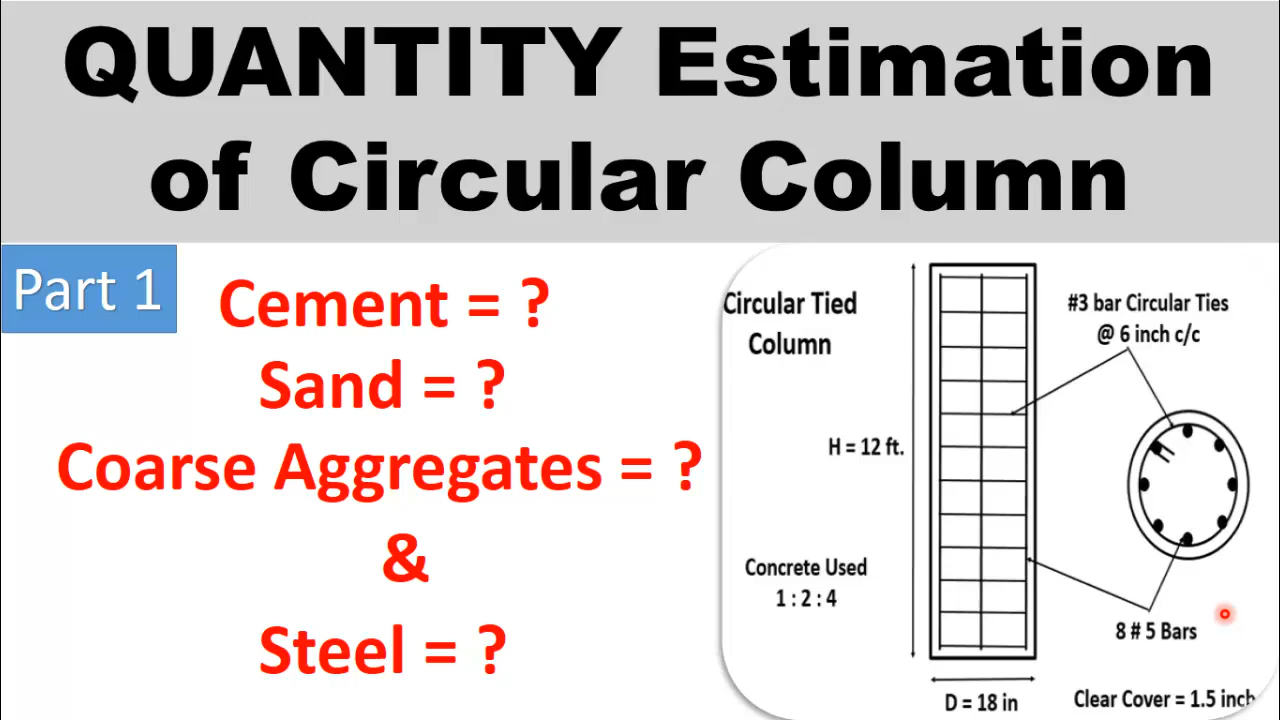 QUANTITY Estimation
of Circular Column
Part 1
Cement = ?
Sand = ?
Coarse Aggregates = ?
&
Steel = ?
Circular Tied
Column
#3 bar Circular Ties
@ 6 inch c/c
H = 12 ft.
Concrete Used
1 : 2 : 4
8 # 5 Bars
D = 18 in
Clear Cover = 1.5 inch